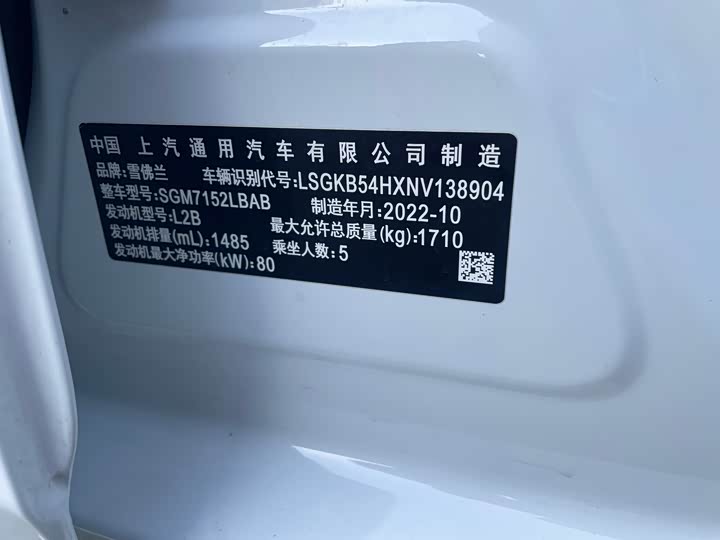 中国 上汽通用汽车有限公司制造
品牌:雪佛兰 车辆识别代号:LSGKB54HXNV138904
整车型号:SGM7152LBAB 制造年月:2022-10
发动机型号:L2B 最大允许总质量(kg):1710
发动机排量(mL):1485 乘坐人数:5
发动机最大净功率(kW):80